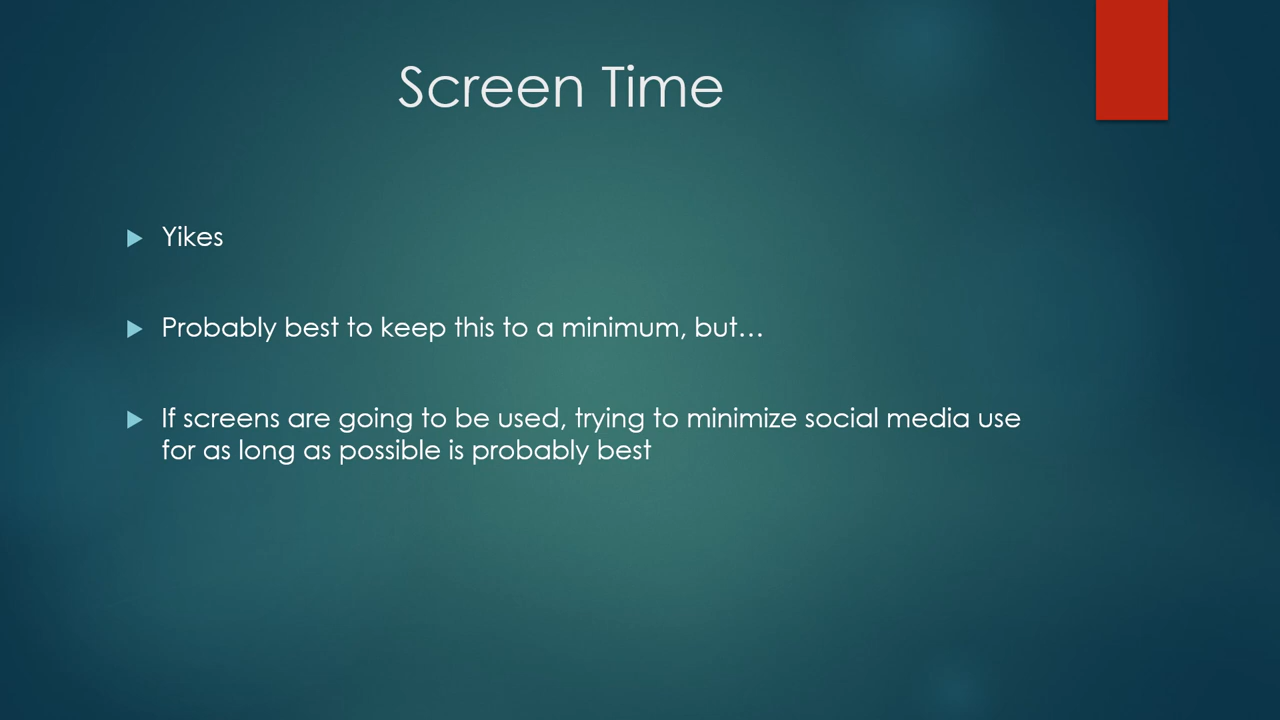 Screen Time
Yikes
Probably best to keep this to a minimum, but…
If screens are going to be used, trying to minimize social media use
for as long as possible is probably best